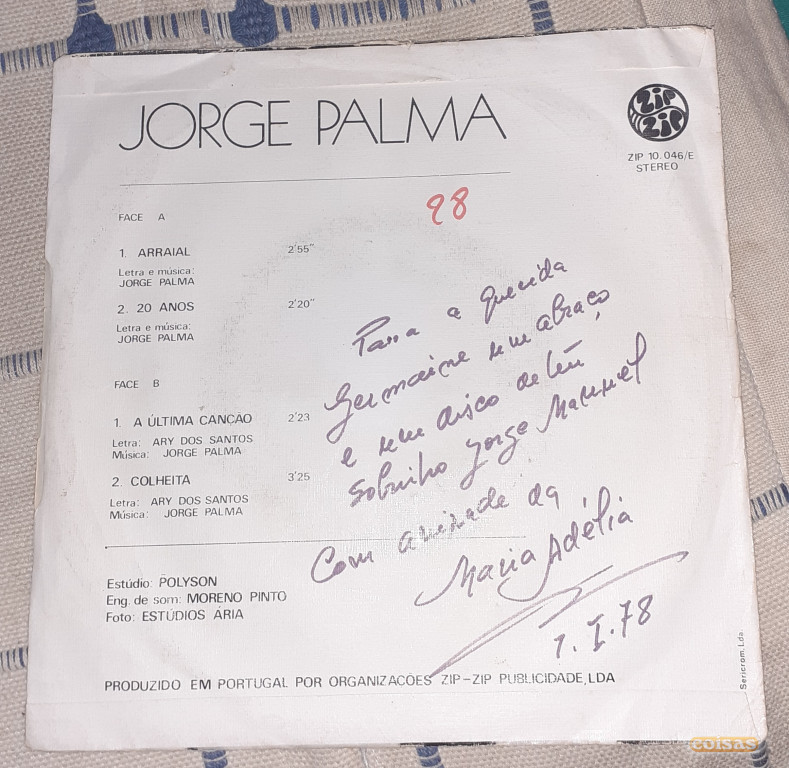 JORGE PALMA
ZIP ZIP
ZIP 10.046/E
STEREO
98
FACE A
1. ARRAIAL 2'55"
Letra e música:
JORGE PALMA
2. 20 ANOS 2'20"
Letra e música:
JORGE PALMA
FACE B
1. A ÚLTIMA CANÇÃO 2'23
Letra: ARY DOS SANTOS
Música: JORGE PALMA
2. COLHEITA 3'25
Letra: ARY DOS SANTOS
Música: JORGE PALMA
Para a querida
Germaine um abraço
e um disco de
Sobrinho Jorge Manuel
Com amizade da
Maria Adélia
1.I.78
Estúdio: POLYSON
Eng. de som: MORENO PINTO
Foto: ESTÚDIOS ÁRIA
PRODUZIDO EM PORTUGAL POR ORGANIZACÕES ZIP-ZIP PUBLICIDADE, LDA
Sericrom, Lda
coisas